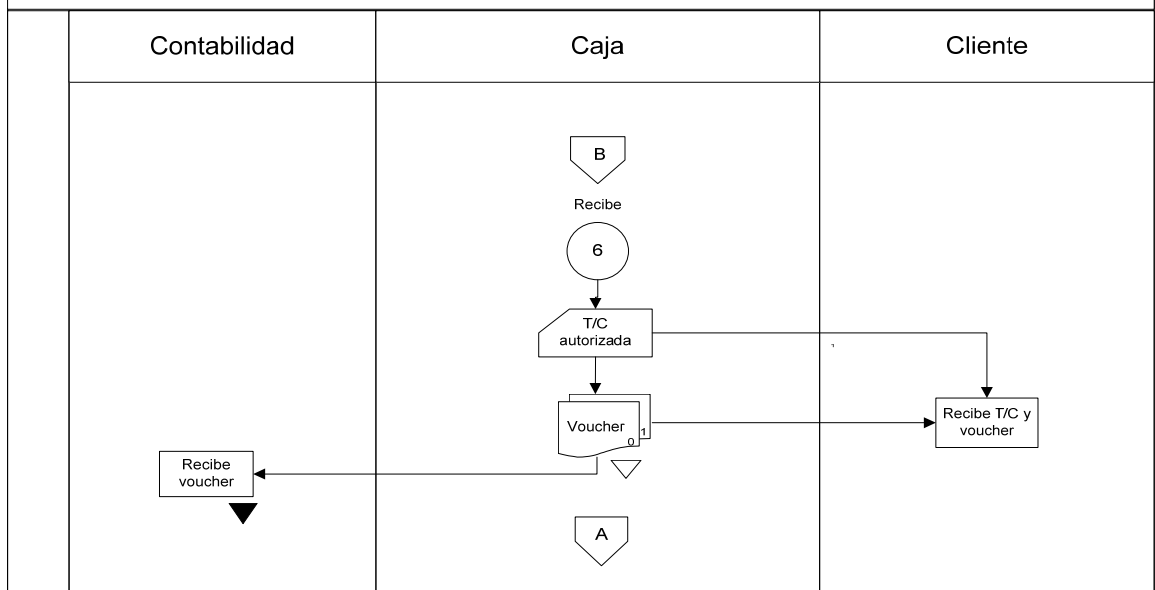 Contabilidad
Caja
Cliente
B
Recibe
6
T/C
autorizada
Voucher
0
1
Recibe T/C y
voucher
Recibe
voucher
A